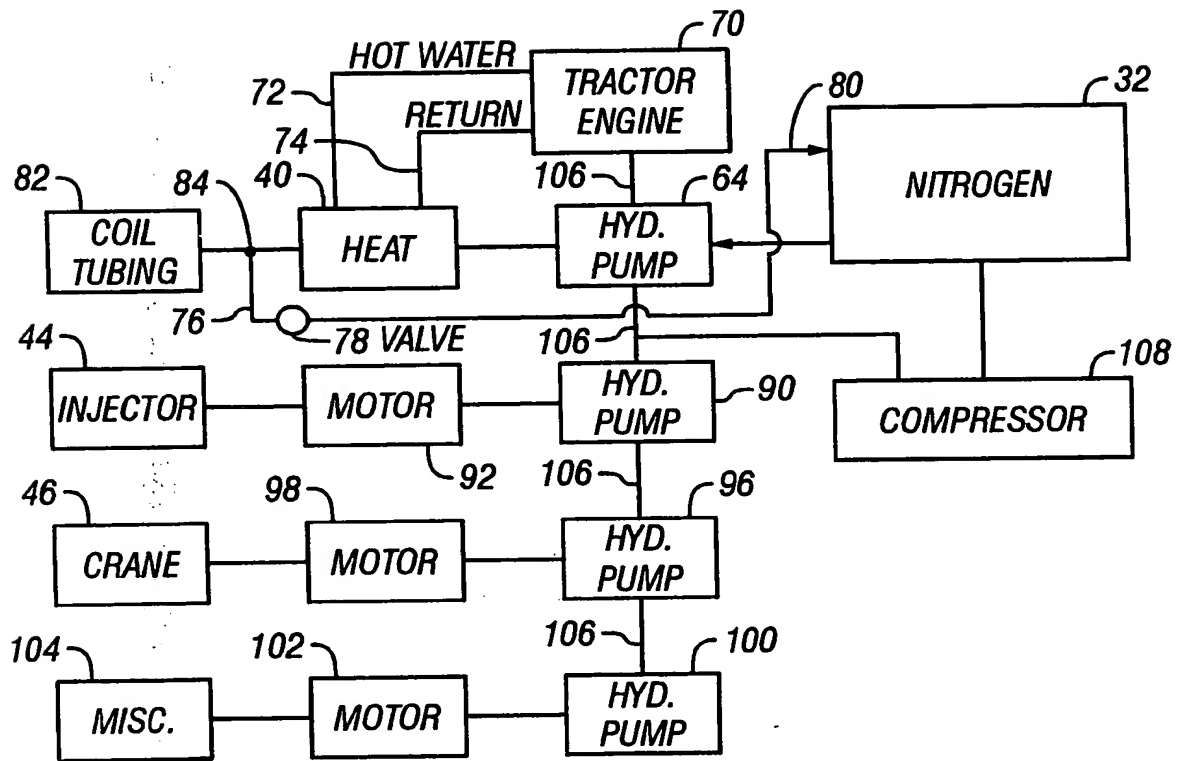 70
HOT WATER
TRACTOR
ENGINE
72
RETURN
74
80
32
NITROGEN
82
84
40
106
64
COIL
TUBING
HEAT
HYD.
PUMP
76
78 VALVE
106
44
108
INJECTOR
MOTOR
HYD.
PUMP
90
COMPRESSOR
92
106
46
98
96
CRANE
MOTOR
HYD.
PUMP
104
102
106
100
MISC.
MOTOR
HYD.
PUMP